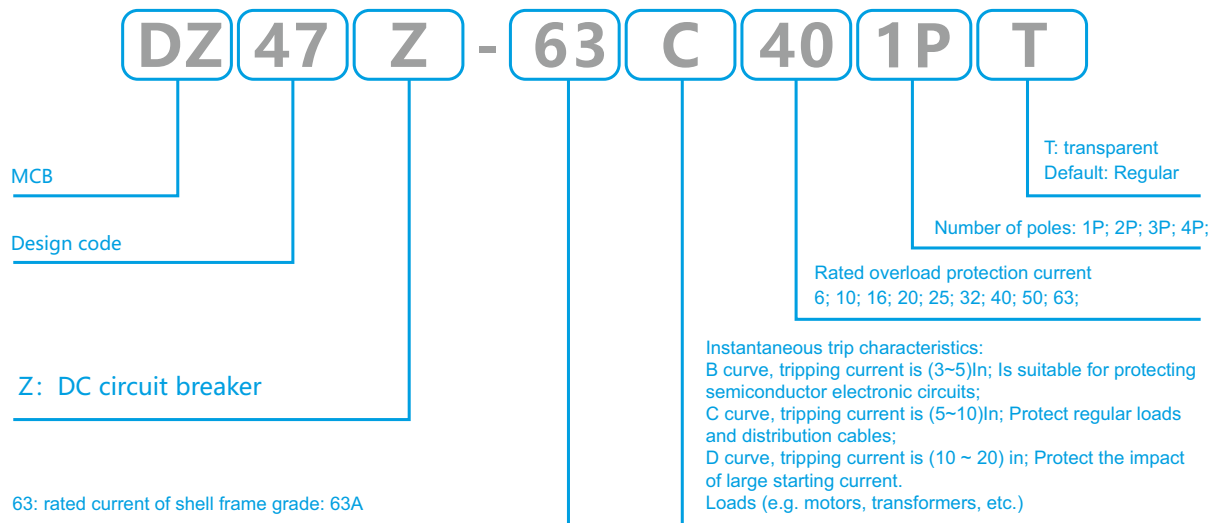 DZ 47 Z - 63 C 40 1P T
T: transparent
Default: Regular
MCB
Number of poles: 1P; 2P; 3P; 4P;
Design code
Rated overload protection current
6; 10; 16; 20; 25; 32; 40; 50; 63;
Z: DC circuit breaker
Instantaneous trip characteristics:
B curve, tripping current is (3~5)In; Is suitable for protecting
semiconductor electronic circuits;
C curve, tripping current is (5~10)In; Protect regular loads
and distribution cables;
D curve, tripping current is (10 ~ 20) in; Protect the impact
of large starting current.
Loads (e.g. motors, transformers, etc.)
63: rated current of shell frame grade: 63A